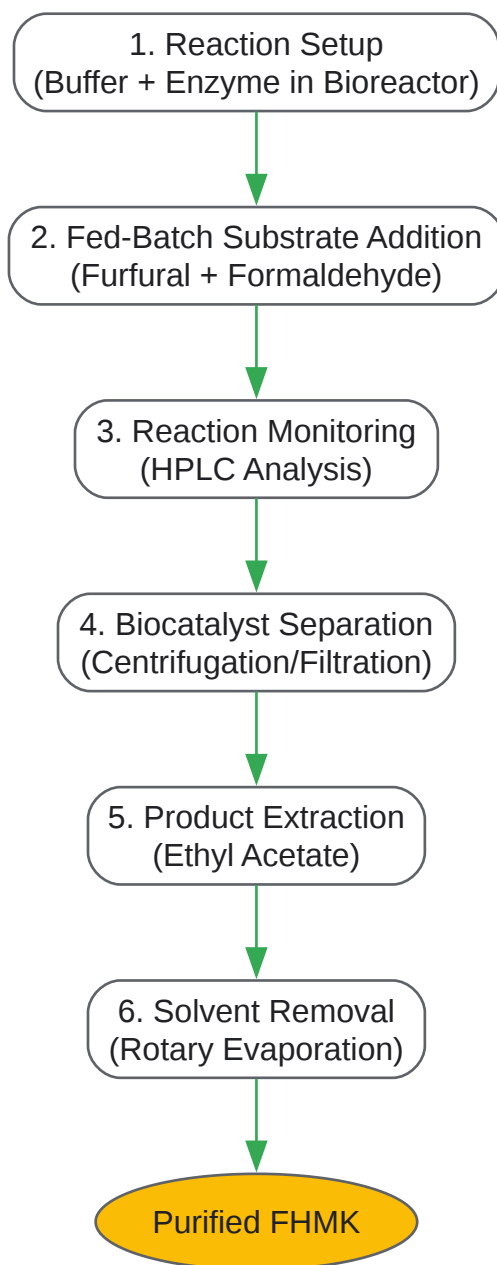 1. Reaction Setup
(Buffer + Enzyme in Bioreactor)
2. Fed-Batch Substrate Addition
(Furfural + Formaldehyde)
3. Reaction Monitoring
(HPLC Analysis)
4. Biocatalyst Separation
(Centrifugation/Filtration)
5. Product Extraction
(Ethyl Acetate)
6. Solvent Removal
(Rotary Evaporation)
Purified FHMK